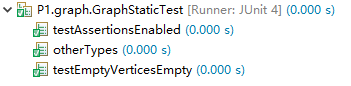 P1.graph.GraphStaticTest [Runner: JUnit 4] (0.000 s)
testAssertionsEnabled (0.000 s)
otherTypes (0.000 s)
testEmptyVerticesEmpty (0.000 s)